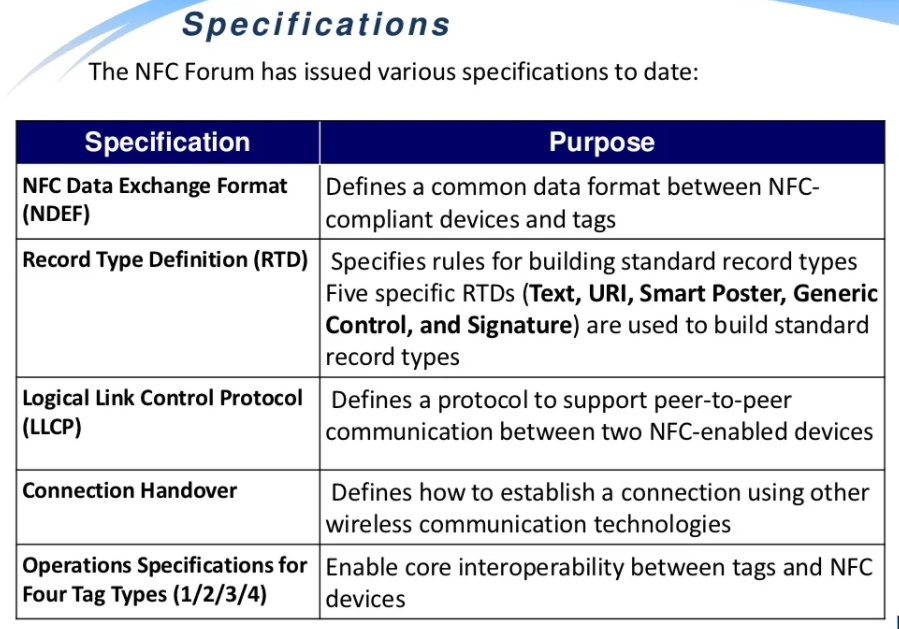 Specifications
The NFC Forum has issued various specifications to date:
Specification
Purpose
NFC Data Exchange Format
(NDEF)
Defines a common data format between NFC-
compliant devices and tags
Record Type Definition (RTD)
Specifies rules for building standard record types
Five specific RTDs (Text, URI, Smart Poster, Generic
Control, and Signature) are used to build standard
record types
Logical Link Control Protocol
(LLCP)
Defines a protocol to support peer-to-peer
communication between two NFC-enabled devices
Connection Handover
Defines how to establish a connection using other
wireless communication technologies
Operations Specifications for
Four Tag Types (1/2/3/4)
Enable core interoperability between tags and NFC
devices